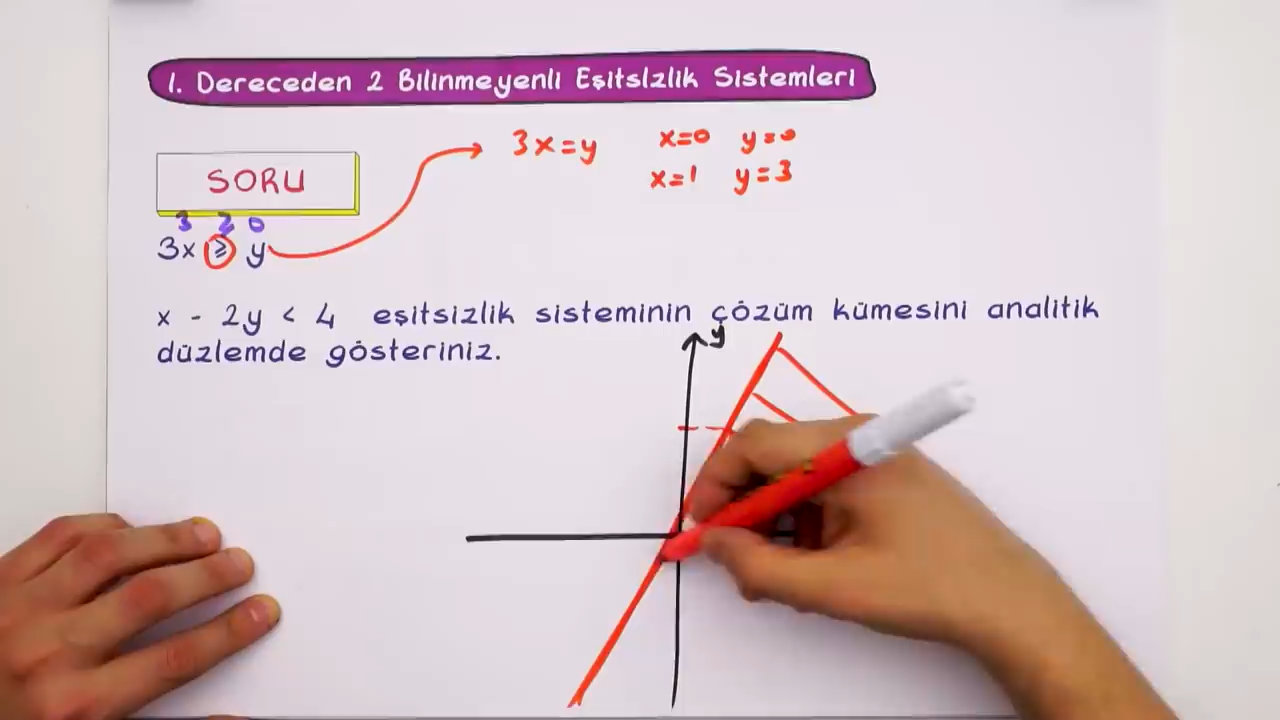 1. Dereceden 2 Bilinmeyenli Eşitsizlik Sistemleri
3x=y x=0 y=0
x=1 y=3
SORU
3 ≥ 0
3x ≥ y
x - 2y < 4 eşitsizlik sisteminin çözüm kümesini analitik
düzlemde gösteriniz.
y